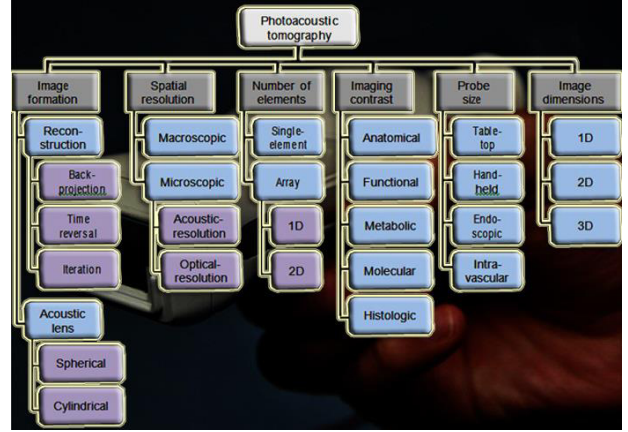 Photoacoustic
tomography
Image
formation
Spatial
resolution
Number of
elements
Imaging
contrast
Probe
size
Image
dimensions
Recon-
struction
Back-
projection
Time
reversal
Iteration
Acoustic
lens
Spherical
Cylindrical
Macroscopic
Microscopic
Acoustic-
resolution
Optical-
resolution
Single-
element
Array
1D
2D
Anatomical
Functional
Metabolic
Molecular
Histologic
Table-
top
Hand-
held
Endo-
scopic
Intra-
vascular
1D
2D
3D